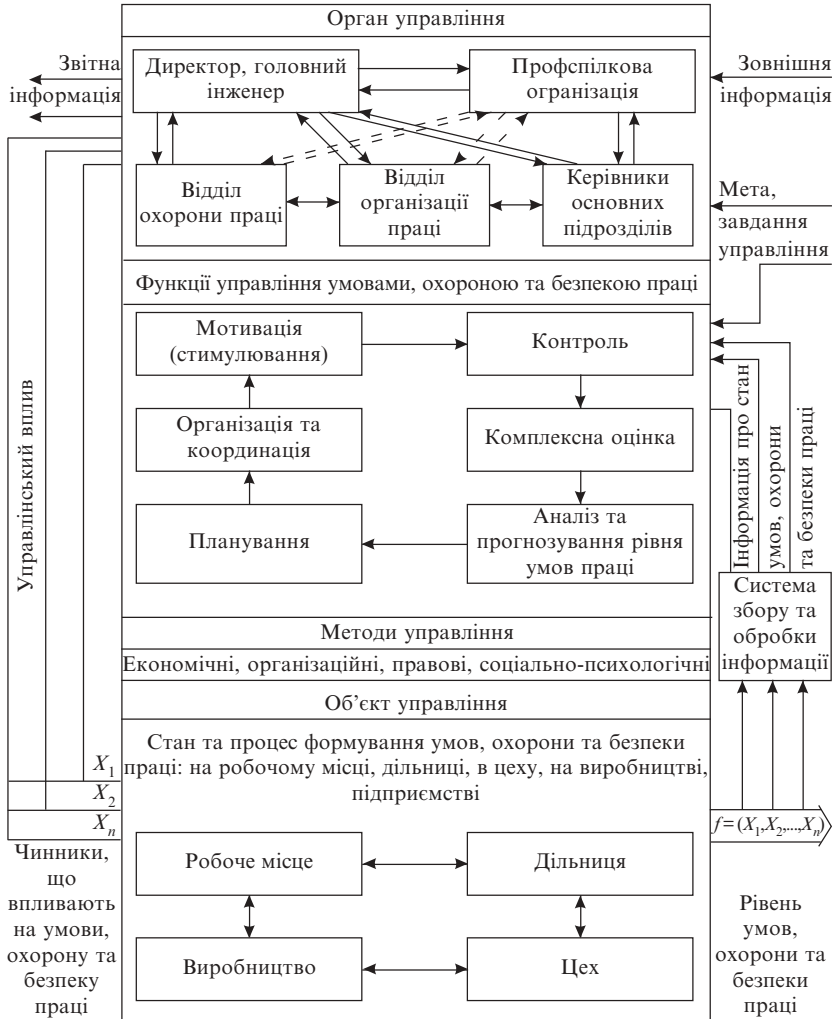 Орган управління
Звітна
інформація
Директор, головний
інженер
Профспілкова
огранізація
Зовнішня
інформація
Відділ
охорони праці
Відділ
організації
праці
Керівники
основних
підрозділів
Мета,
завдання
управління
Функції управління умовами, охороною та безпекою праці
Мотивація
(стимулювання)
Контроль
Організація та
координація
Комплексна оцінка
Планування
Аналіз та
прогнозування рівня
умов праці
Управлінський вплив
Інформація про стан
умов, охорони
та безпеки праці
Система
збору та
обробки
інформації
Методи управління
Економічні, організаційні, правові, соціально-психологічні
Об’єкт управління
Стан та процес формування умов, охорони та безпеки
праці: на робочому місці, дільниці, в цеху, на виробництві,
підприємстві
X1
X2
Xn
f=(X1,X2,...,Xn)
Робоче місце
Дільниця
Виробництво
Цех
Чинники,
що
впливають
на умови,
охорону та
безпеку
праці
Рівень
умов,
охорони та
безпеки
праці